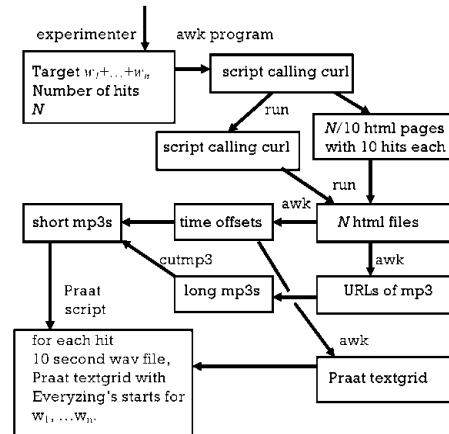 experimenter
awk program
Target w1+...+wn
Number of hits
N
script calling curl
run
script calling curl
N/10 html pages
with 10 hits each
run
short mp3s
time offsets
awk
N html files
cutmp3
awk
Praat
script
long mp3s
URLs of mp3
for each hit
10 second wav file,
Praat textgrid with
Everyzing's starts for
w1, ...wn.
awk
Praat textgrid